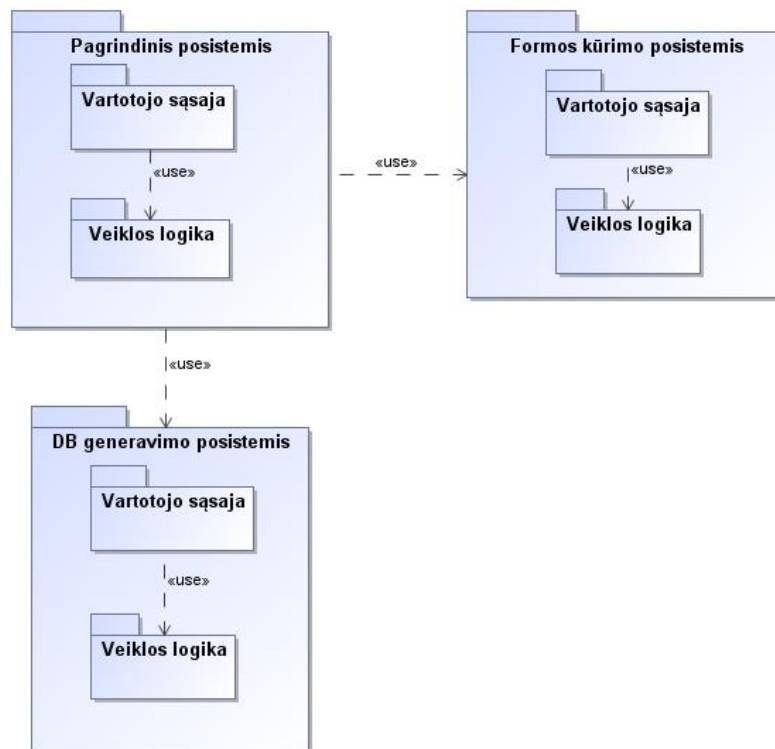 Pagrindinis posistemis
Vartotojo sąsaja
«use»
Veiklos logika
«use»
Formos kūrimo posistemis
Vartotojo sąsaja
«use»
Veiklos logika
«use»
DB generavimo posistemis
Vartotojo sąsaja
«use»
Veiklos logika